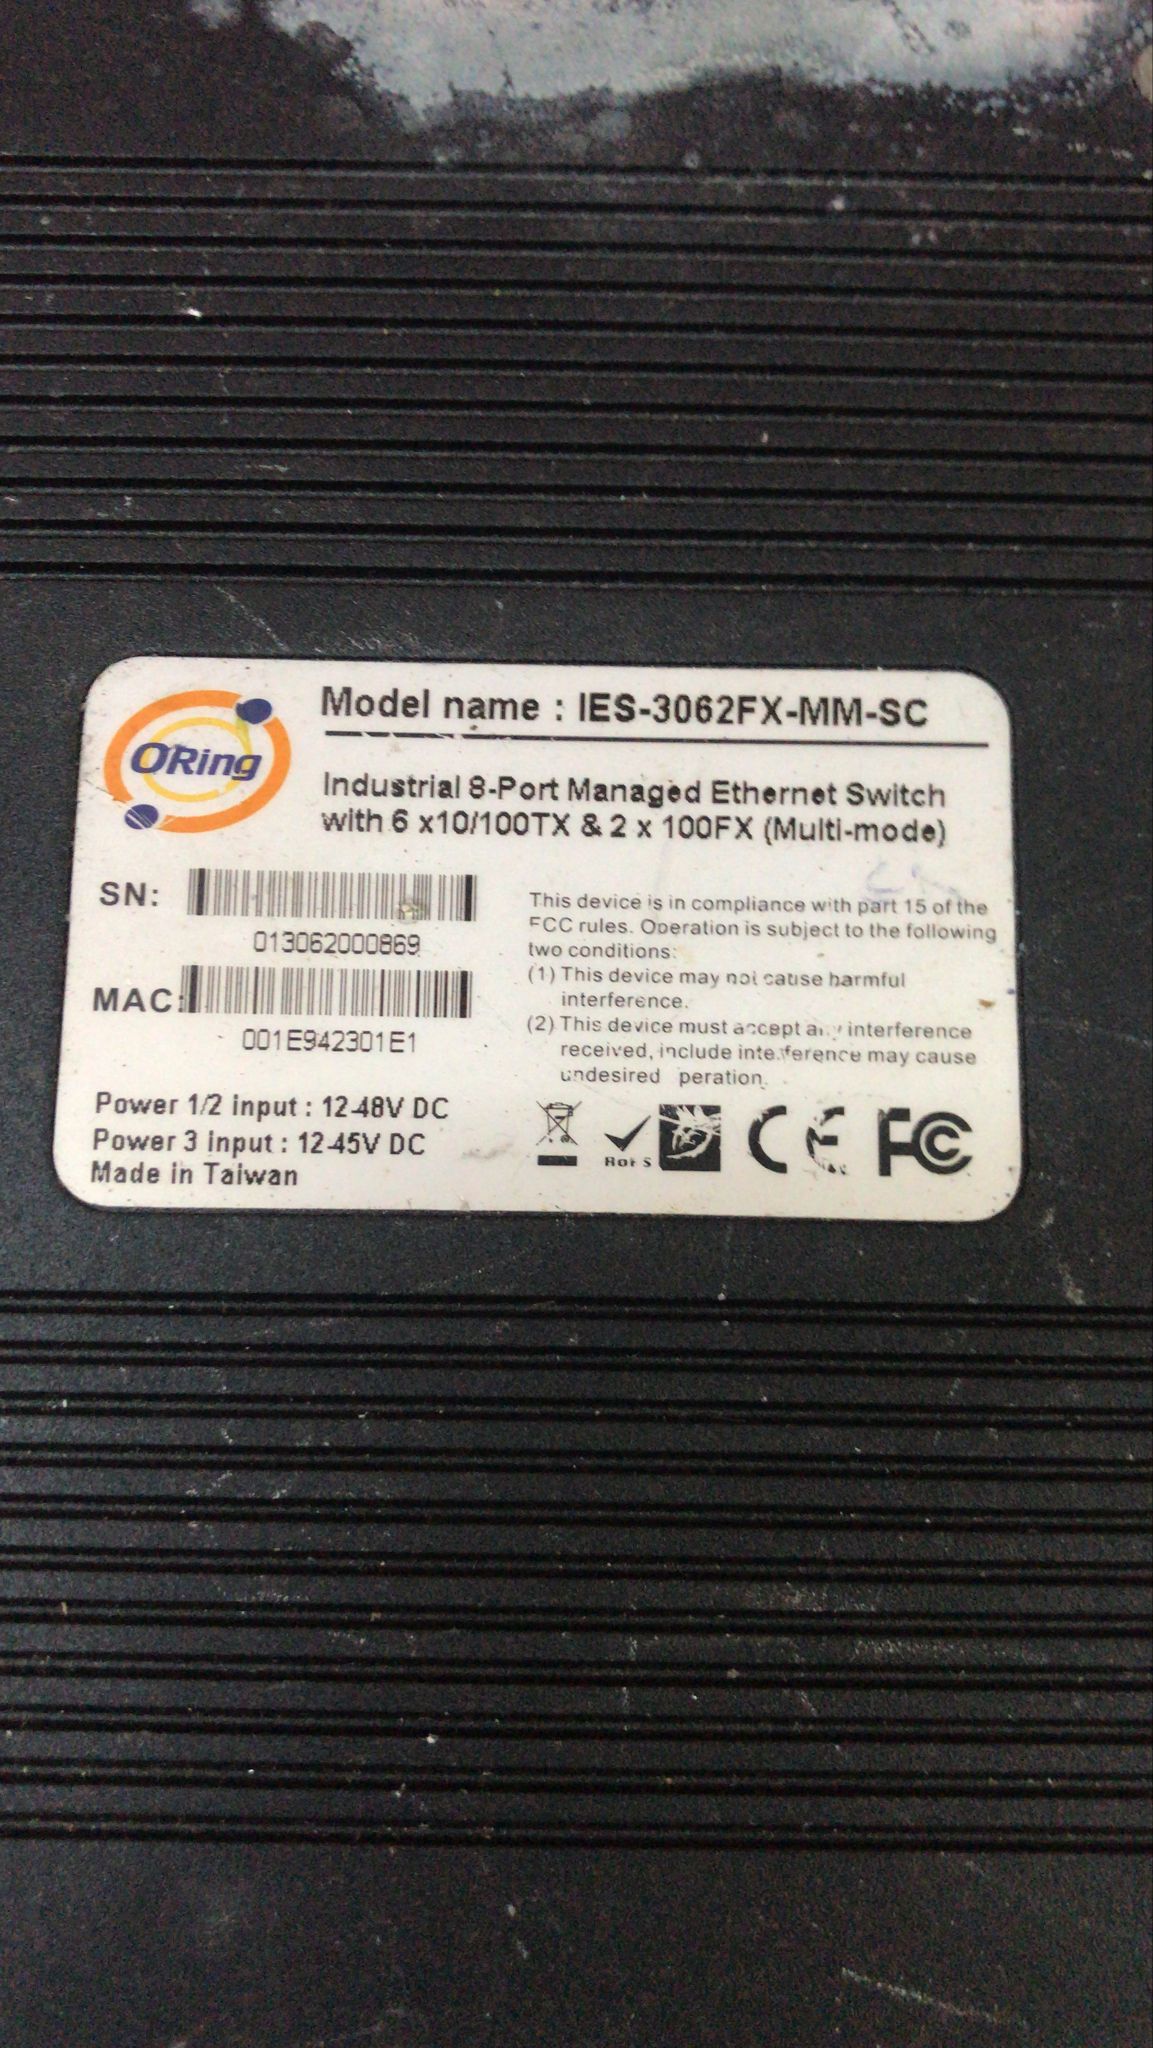 ORing
Model name : IES-3062FX-MM-SC
Industrial 8-Port Managed Ethernet Switch
with 6 x10/100TX & 2 x 100FX (Multi-mode)
SN:
013062000869
MAC:
001E942301E1
Power 1/2 input : 12-48V DC
Power 3 input : 12-45V DC
Made in Taiwan
This device is in compliance with part 15 of the
FCC rules. Operation is subject to the following
two conditions:
(1) This device may not cause harmful
interference.
(2) This device must accept any interference
received, include interference may cause
undesired peration.
RoHS
CE
FC